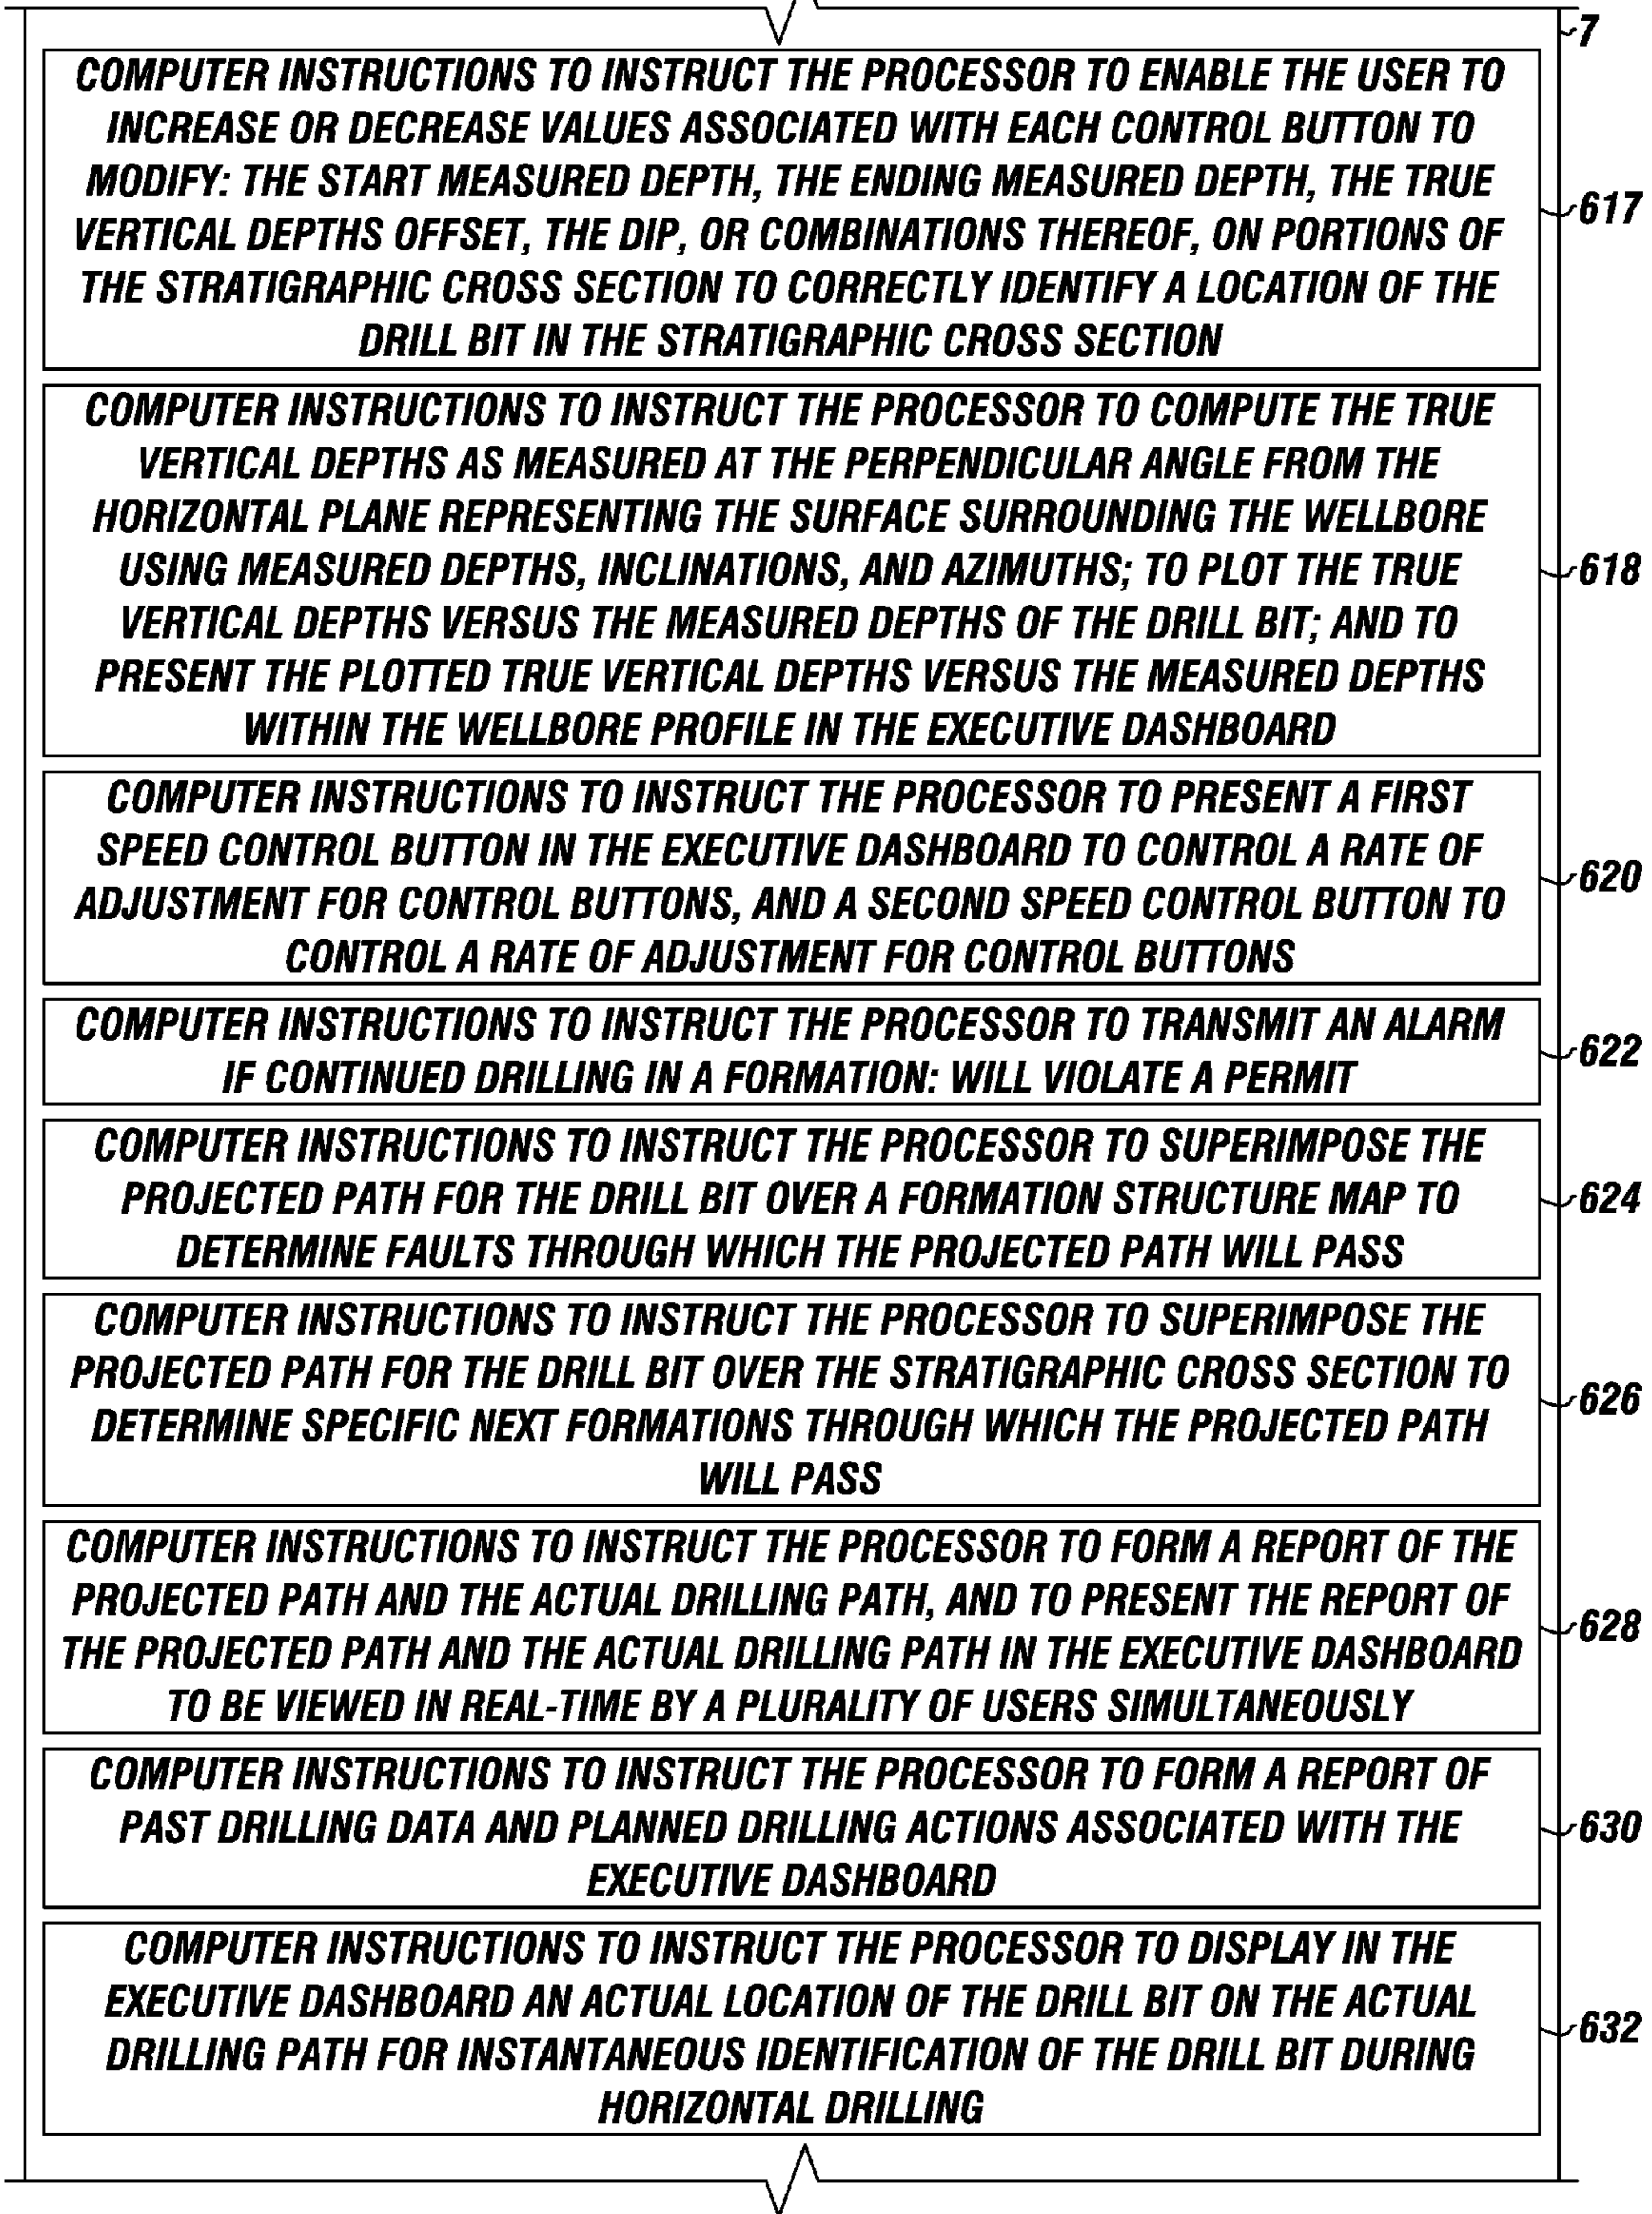 7
COMPUTER INSTRUCTIONS TO INSTRUCT THE PROCESSOR TO ENABLE THE USER TO
INCREASE OR DECREASE VALUES ASSOCIATED WITH EACH CONTROL BUTTON TO
MODIFY: THE START MEASURED DEPTH, THE ENDING MEASURED DEPTH, THE TRUE
VERTICAL DEPTHS OFFSET, THE DIP, OR COMBINATIONS THEREOF, ON PORTIONS OF
THE STRATIGRAPHIC CROSS SECTION TO CORRECTLY IDENTIFY A LOCATION OF THE
DRILL BIT IN THE STRATIGRAPHIC CROSS SECTION
617
COMPUTER INSTRUCTIONS TO INSTRUCT THE PROCESSOR TO COMPUTE THE TRUE
VERTICAL DEPTHS AS MEASURED AT THE PERPENDICULAR ANGLE FROM THE
HORIZONTAL PLANE REPRESENTING THE SURFACE SURROUNDING THE WELLBORE
USING MEASURED DEPTHS, INCLINATIONS, AND AZIMUTHS; TO PLOT THE TRUE
VERTICAL DEPTHS VERSUS THE MEASURED DEPTHS OF THE DRILL BIT; AND TO
PRESENT THE PLOTTED TRUE VERTICAL DEPTHS VERSUS THE MEASURED DEPTHS
WITHIN THE WELLBORE PROFILE IN THE EXECUTIVE DASHBOARD
618
COMPUTER INSTRUCTIONS TO INSTRUCT THE PROCESSOR TO PRESENT A FIRST
SPEED CONTROL BUTTON IN THE EXECUTIVE DASHBOARD TO CONTROL A RATE OF
ADJUSTMENT FOR CONTROL BUTTONS, AND A SECOND SPEED CONTROL BUTTON TO
CONTROL A RATE OF ADJUSTMENT FOR CONTROL BUTTONS
620
COMPUTER INSTRUCTIONS TO INSTRUCT THE PROCESSOR TO TRANSMIT AN ALARM
IF CONTINUED DRILLING IN A FORMATION: WILL VIOLATE A PERMIT
622
COMPUTER INSTRUCTIONS TO INSTRUCT THE PROCESSOR TO SUPERIMPOSE THE
PROJECTED PATH FOR THE DRILL BIT OVER A FORMATION STRUCTURE MAP TO
DETERMINE FAULTS THROUGH WHICH THE PROJECTED PATH WILL PASS
624
COMPUTER INSTRUCTIONS TO INSTRUCT THE PROCESSOR TO SUPERIMPOSE THE
PROJECTED PATH FOR THE DRILL BIT OVER THE STRATIGRAPHIC CROSS SECTION TO
DETERMINE SPECIFIC NEXT FORMATIONS THROUGH WHICH THE PROJECTED PATH
WILL PASS
626
COMPUTER INSTRUCTIONS TO INSTRUCT THE PROCESSOR TO FORM A REPORT OF THE
PROJECTED PATH AND THE ACTUAL DRILLING PATH, AND TO PRESENT THE REPORT OF
THE PROJECTED PATH AND THE ACTUAL DRILLING PATH IN THE EXECUTIVE DASHBOARD
TO BE VIEWED IN REAL-TIME BY A PLURALITY OF USERS SIMULTANEOUSLY
628
COMPUTER INSTRUCTIONS TO INSTRUCT THE PROCESSOR TO FORM A REPORT OF
PAST DRILLING DATA AND PLANNED DRILLING ACTIONS ASSOCIATED WITH THE
EXECUTIVE DASHBOARD
630
COMPUTER INSTRUCTIONS TO INSTRUCT THE PROCESSOR TO DISPLAY IN THE
EXECUTIVE DASHBOARD AN ACTUAL LOCATION OF THE DRILL BIT ON THE ACTUAL
DRILLING PATH FOR INSTANTANEOUS IDENTIFICATION OF THE DRILL BIT DURING
HORIZONTAL DRILLING
632